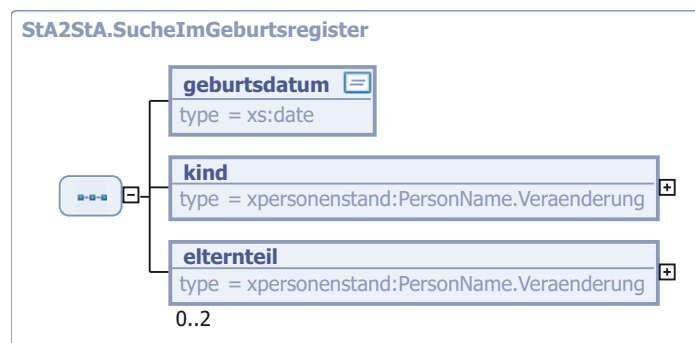 StA2StA.SucheImGeburtsregister
geburtsdatum
type = xs:date
kind
type = xpersonenstand:PersonName.Veraenderung
elternteil
type = xpersonenstand:PersonName.Veraenderung
0..2